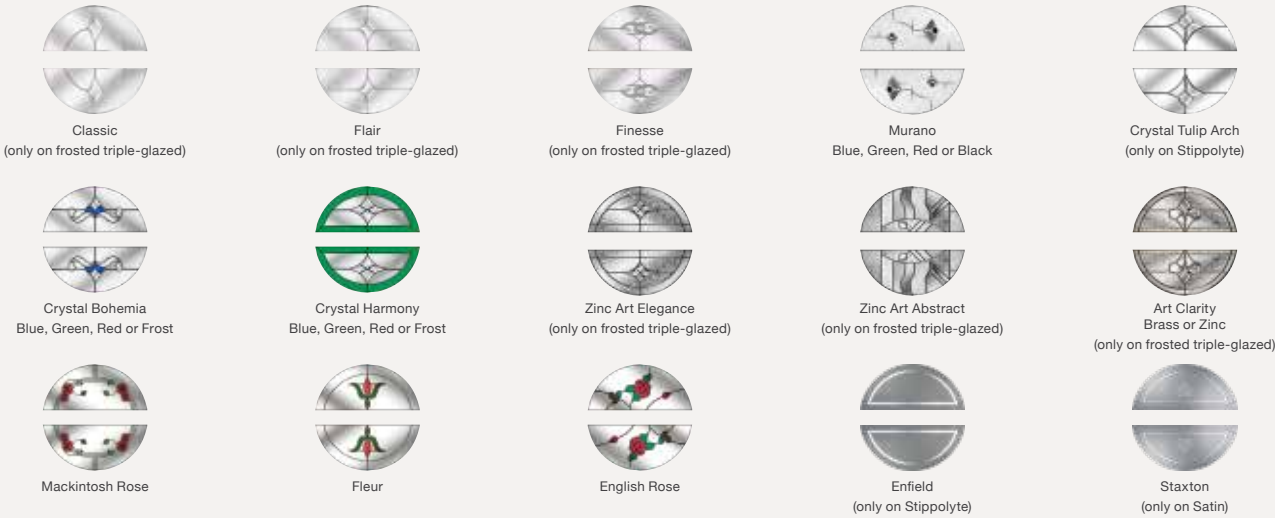 Classic
(only on frosted triple-glazed)
Flair
(only on frosted triple-glazed)
Finesse
(only on frosted triple-glazed)
Murano
Blue, Green, Red or Black
Crystal Tulip Arch
(only on Stippolyte)
Crystal Bohemia
Blue, Green, Red or Frost
Crystal Harmony
Blue, Green, Red or Frost
Zinc Art Elegance
(only on frosted triple-glazed)
Zinc Art Abstract
(only on frosted triple-glazed)
Art Clarity
Brass or Zinc
(only on frosted triple-glazed)
Mackintosh Rose
Fleur
English Rose
Enfield
(only on Stippolyte)
Staxton
(only on Satin)